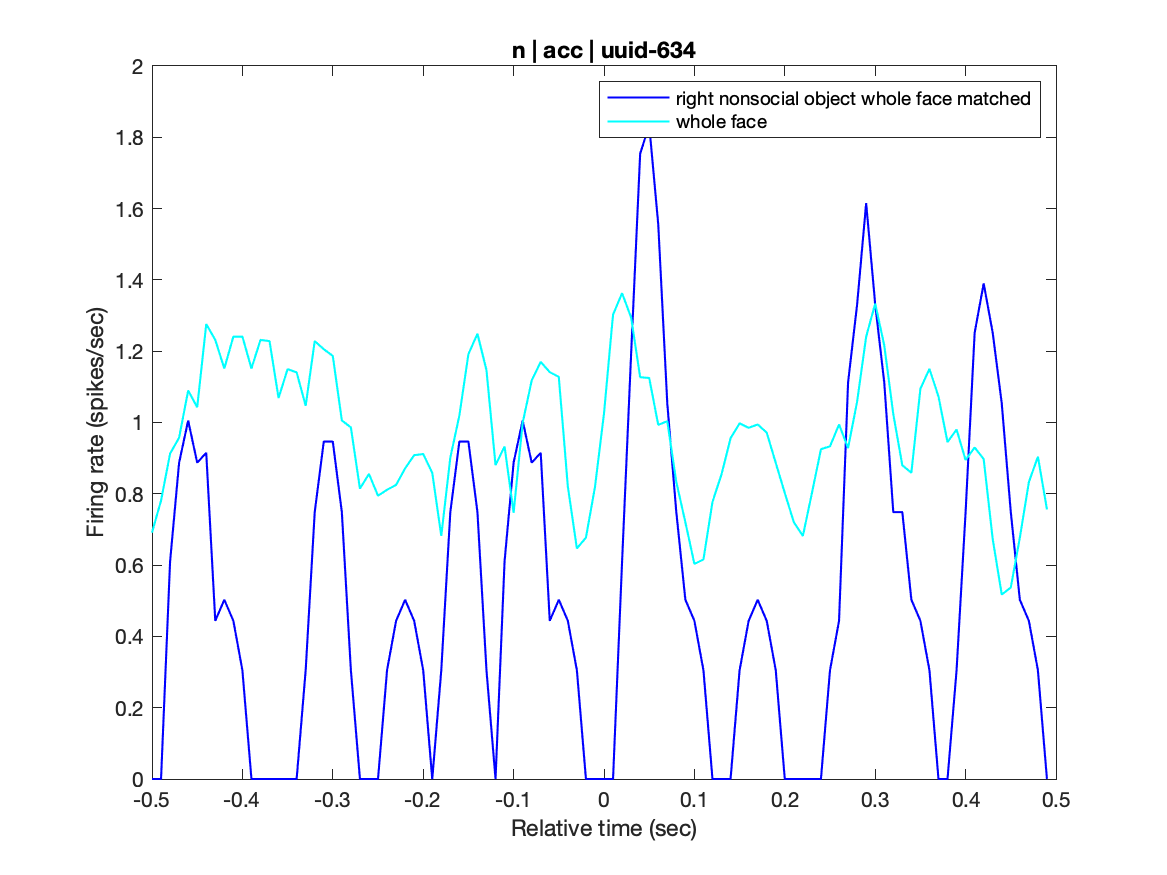 n | acc | uuid-634
right nonsocial object whole face matched
whole face
Firing rate (spikes/sec)
2
1.8
1.6
1.4
1.2
1
0.8
0.6
0.4
0.2
0
-0.5 -0.4 -0.3 -0.2 -0.1 0 0.1 0.2 0.3 0.4 0.5
Relative time (sec)